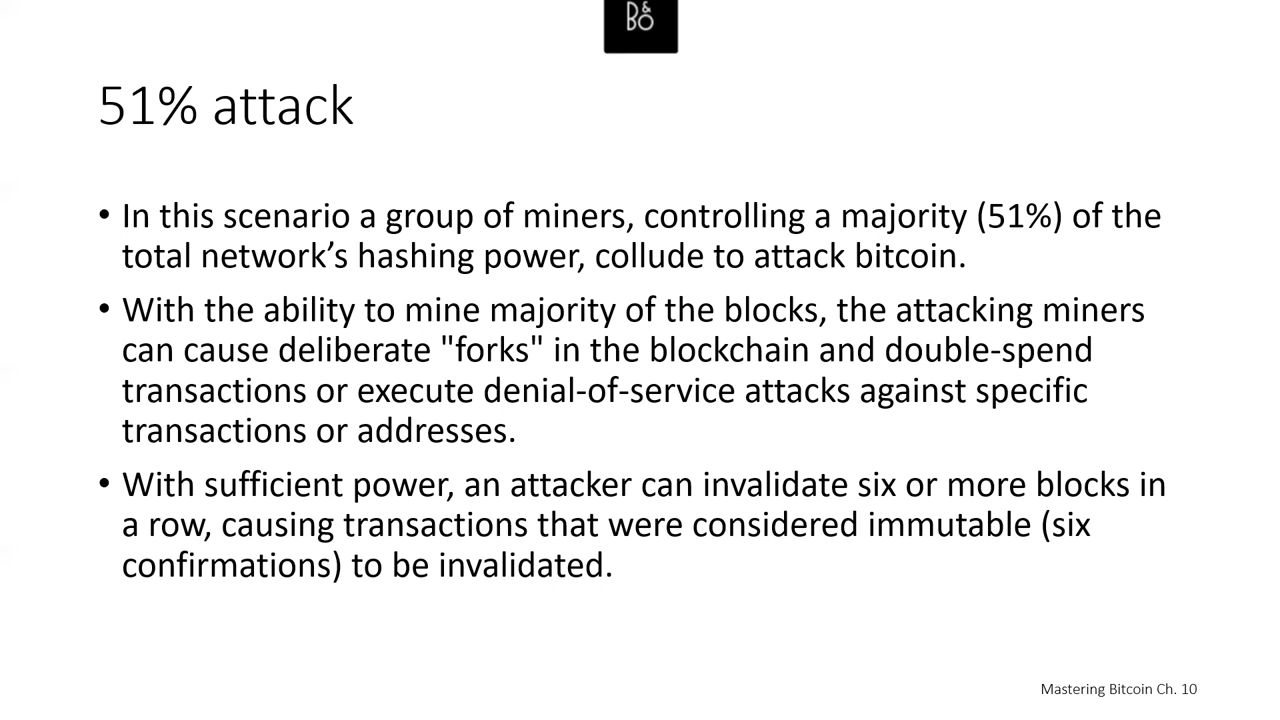 B&O
51% attack
• In this scenario a group of miners, controlling a majority (51%) of the
total network’s hashing power, collude to attack bitcoin.
• With the ability to mine majority of the blocks, the attacking miners
can cause deliberate "forks" in the blockchain and double-spend
transactions or execute denial-of-service attacks against specific
transactions or addresses.
• With sufficient power, an attacker can invalidate six or more blocks in
a row, causing transactions that were considered immutable (six
confirmations) to be invalidated.
Mastering Bitcoin Ch. 10